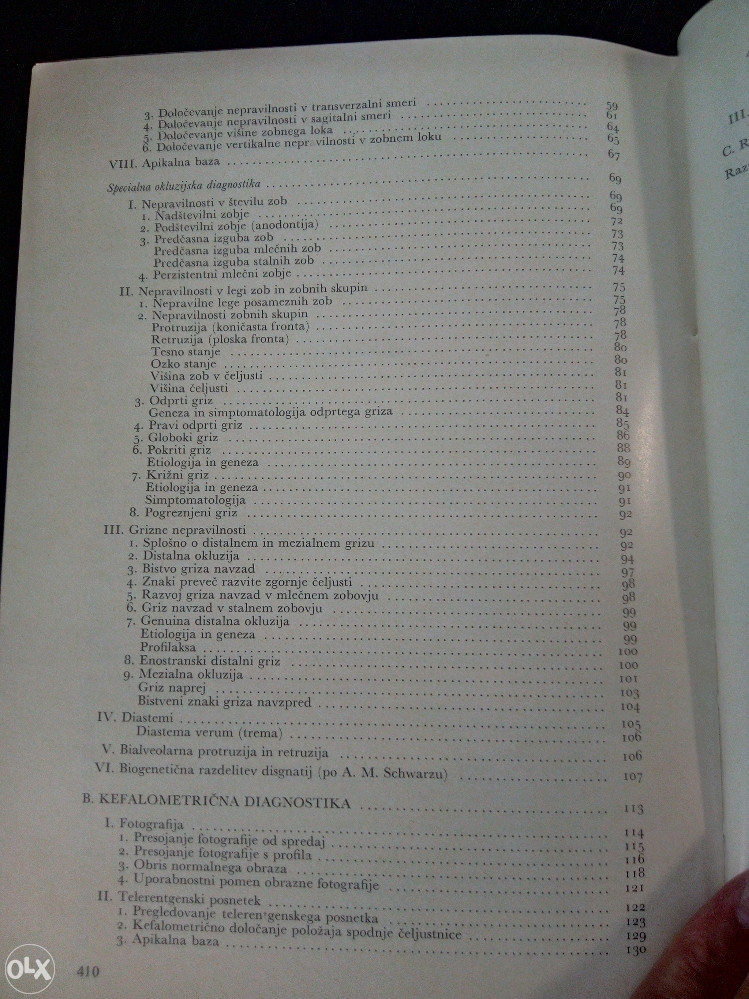 3. Določevanje nepravilnosti v transverzalni smeri 59
4. Določevanje nepravilnosti v sagitalni smeri 61
5. Določevanje višine zobnega loka 64
6. Določevanje vertikalne nepr vilnosti v zobnem loku 65
VIII. Apikalna baza 67
Specialna okluzijska diagnostika 69
I. Nepravilnosti v številu zob 69
1. Nadštevilni zobje 69
2. Podštevilni zobje (anodontija) 72
3. Predčasna izguba zob 73
Predčasna izguba mlečnih zob 73
Predčasna izguba stalnih zob 74
4. Perzistentni mlečni zobje 74
II. Nepravilnosti v legi zob in zobnih skupin 75
1. Nepravilne lege posameznih zob 75
2. Nepravilnosti zobnih skupin 78
Protruzija (koničasta fronta) 78
Retruzija (ploska fronta) 78
Tesno stanje 80
Ozko stanje 80
Višina zob v čeljusti 81
Višina čeljusti 81
3. Odprti griz 81
Geneza in simptomatologija odprtega griza 84
4. Pravi odprti griz 85
5. Globoki griz 86
6. Pokriti griz 88
Etiologija in geneza 89
7. Križni griz 90
Etiologija in geneza 91
Simptomatologija 91
8. Pogreznjeni griz 92
III. Grizne nepravilnosti 92
1. Splošno o distalnem in mezialnem grizu 92
2. Distalna okluzija 94
3. Bistvo griza navzad 97
4. Znaki preveč razvite zgornje čeljusti 98
5. Razvoj griza navzad v mlečnem zobovju 98
6. Griz navzad v stalnem zobovju 99
7. Genuina distalna okluzija 99
Etiologija in geneza 99
Profilaksa 100
8. Enostranski distalni griz 100
9. Mezialna okluzija 101
Griz naprej 103
Bistveni znaki griza navzpred 104
IV. Diastemi 105
Diastema verum (trema) 106
V. Bialveolarna protruzija in retruzija 106
VI. Biogenetična razdelitev disgnatij (po A. M. Schwarzu) 107
B. KEFALOMETRIČNA DIAGNOSTIKA 113
I. Fotografija 114
1. Presojanje fotografije od spredaj 115
2. Presojanje fotografije s profila 116
3. Obris normalnega obraza 118
4. Uporabnostni pomen obrazne fotografije 121
II. Telerentgenski posnetek 122
1. Pregledovanje telerentgenskega posnetka 123
2. Kefalometrično določanje položaja spodnje čeljustnice 129
3. Apikalna baza 130
410
OLX
III.
C. R
Raz